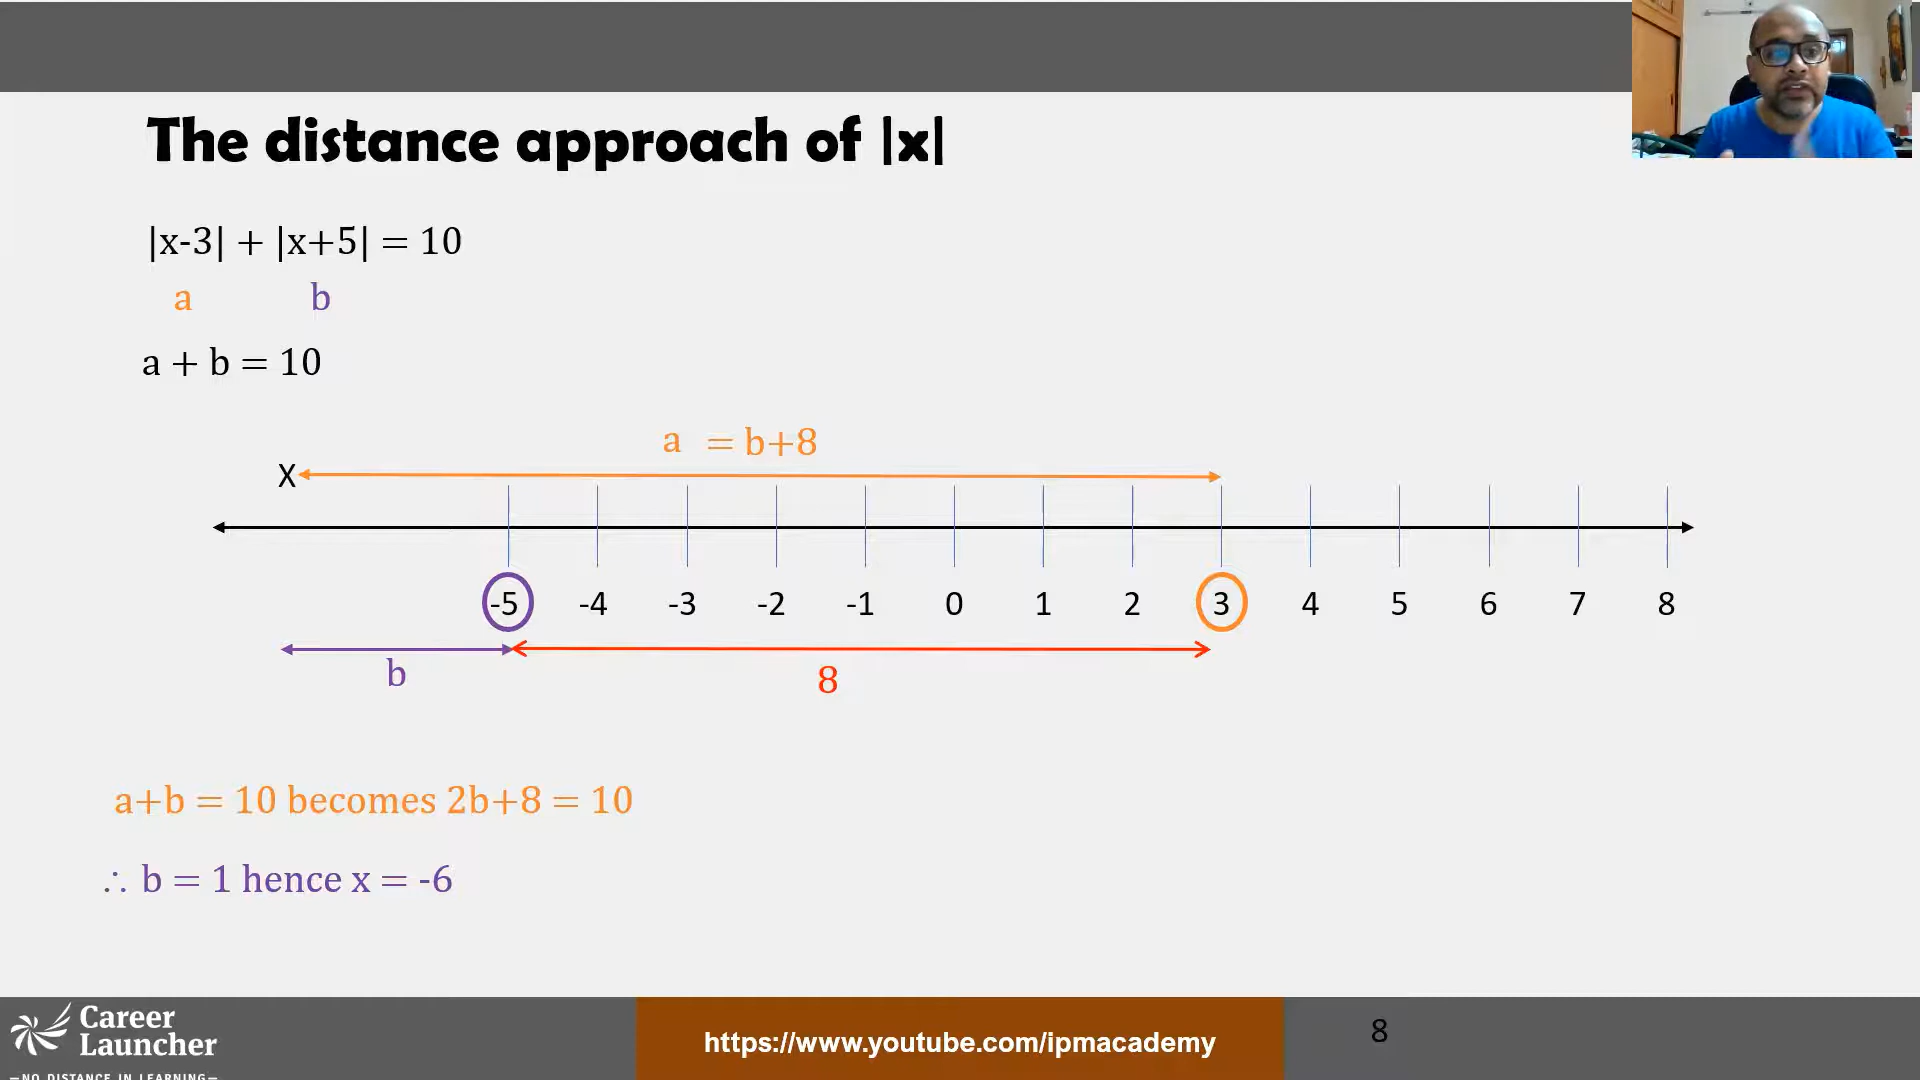 The distance approach of |x|
|x-3| + |x+5| = 10
a b
a + b = 10
a = b+8
X
-5 -4 -3 -2 -1 0 1 2 3 4 5 6 7 8
b
8
a+b = 10 becomes 2b+8 = 10
∴ b = 1 hence x = -6
Career
Launcher
—NO DISTANCE IN LEARNING—
https://www.youtube.com/ipmacademy
8